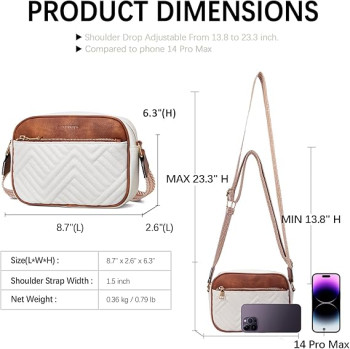 PRODUCT DIMENSIONS
Shoulder Drop Adjustable From 13.8 to 23.3 inch.
Compared to phone 14 Pro Max
6.3"(H)
MAX 23.3" H
MIN 13.8" H
8.7"(L)
2.6"(L)
Size(L+W+H) : 8.7" x 2.6" x 6.3"
Shoulder Strap Width : 1.5 inch
Net Weight : 0.36 kg / 0.79 lb
14 Pro Max